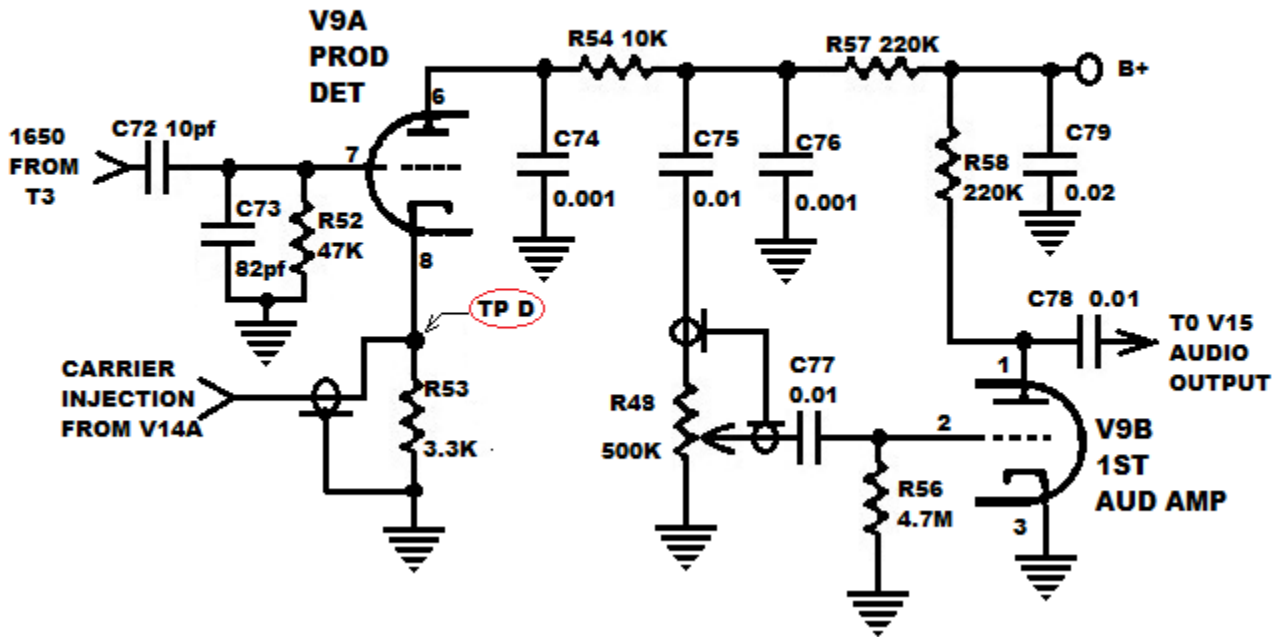 V9A
PROD
DET
R54 10K
R57 220K
B+
6
1650
FROM
T3
C72 10pf
7
C74
0.001
C75
0.01
C76
0.001
R58
220K
C79
0.02
C73
82pf
R52
47K
8
TP D
C78 0.01
T0 V15
AUDIO
OUTPUT
1
CARRIER
INJECTION
FROM V14A
R53
3.3K
R48
500K
C77
0.01
2
V9B
1ST
AUD AMP
R56
4.7M
3